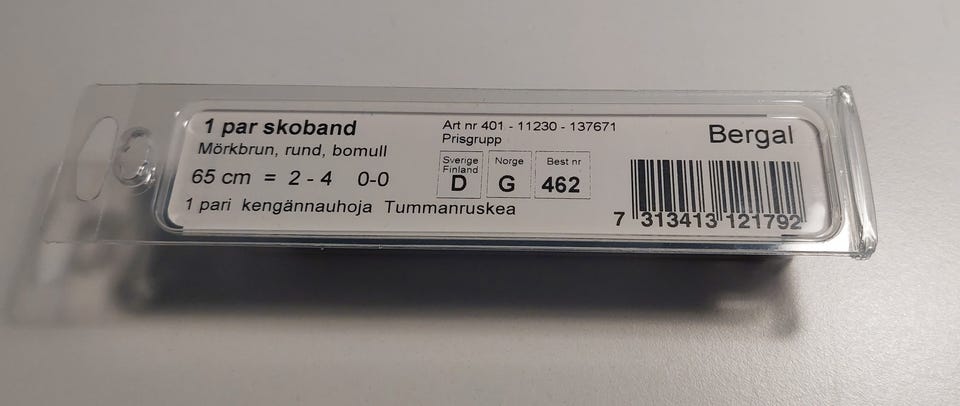 1 par skoband
Mörkbrun, rund, bomull
65 cm = 2 - 4 0-0
1 pari kengännauhoja Tummanruskea
Art nr 401 - 11230 - 137671
Prisgrupp
Sverige
Finland
D
Norge
G
Best nr
462
Bergal
7 313413 121792